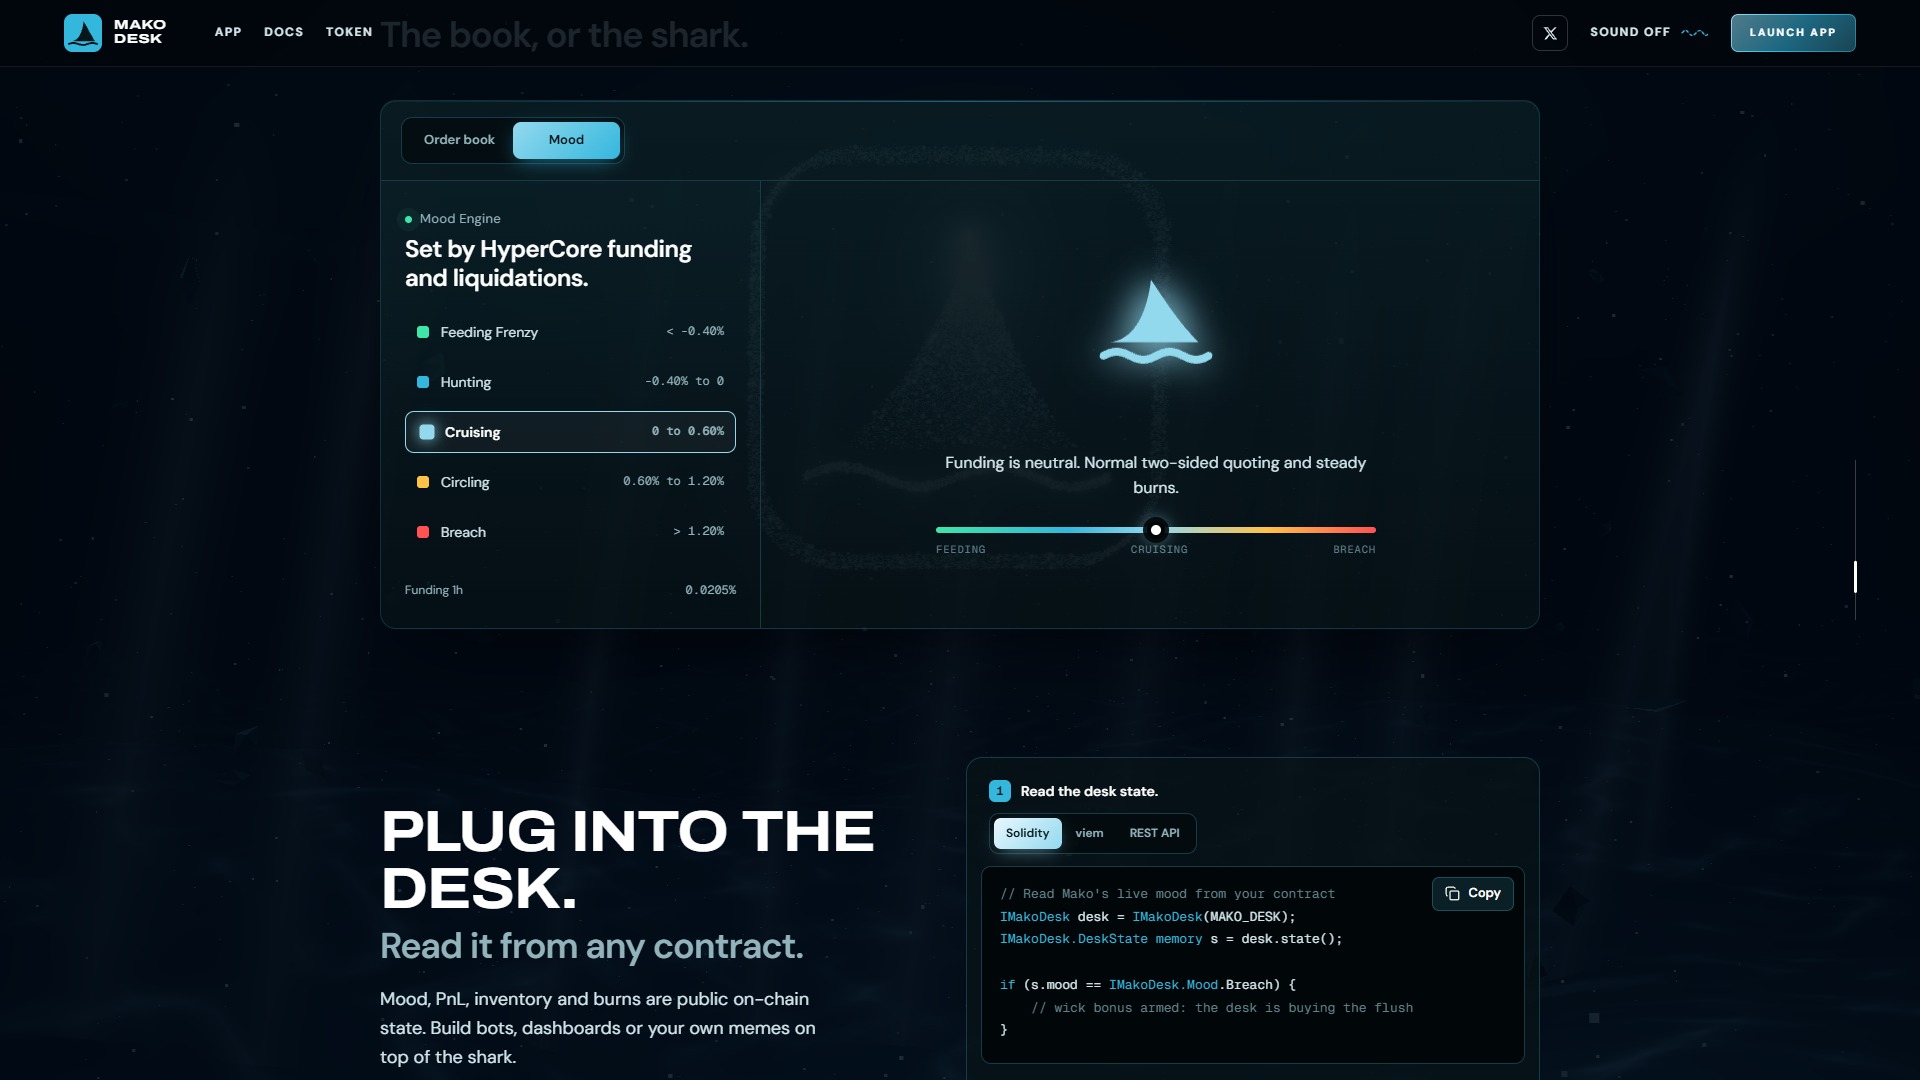 MAKO
DESK
APP
DOCS
TOKEN
The book, or the shark.
SOUND OFF
LAUNCH APP
Order book
Mood
Mood Engine
Set by HyperCore funding
and liquidations.
Feeding Frenzy
< -0.40%
Hunting
-0.40% to 0
Cruising
0 to 0.60%
Circling
0.60% to 1.20%
Breach
> 1.20%
Funding 1h
0.0205%
Funding is neutral. Normal two-sided quoting and steady
burns.
FEEDING
CRUISING
BREACH
PLUG INTO THE
DESK.
Read it from any contract.
Mood, PnL, inventory and burns are public on-chain
state. Build bots, dashboards or your own memes on
top of the shark.
1
Read the desk state.
Solidity
viem
REST API
Copy
// Read Mako's live mood from your contract
IMakoDesk desk = IMakoDesk(MAKO_DESK);
IMakoDesk.DeskState memory s = desk.state();
if (s.mood == IMakoDesk.Mood.Breach) {
// wick bonus armed: the desk is buying the flush
}